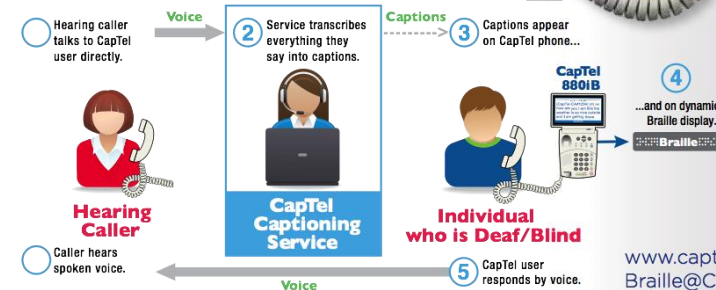 Hearing caller
talks to CapTel
user directly.
Voice
2
Service transcribes
everything they
say into captions.
Captions
3
Captions appear
on CapTel phone...
CapTel
880iB
4
...and on dynamic
Braille display.
Braille
Hearing
Caller
CapTel
Captioning
Service
Individual
who is Deaf/Blind
Caller hears
spoken voice.
Voice
5
CapTel user
responds by voice.
www.capt
Braille@C